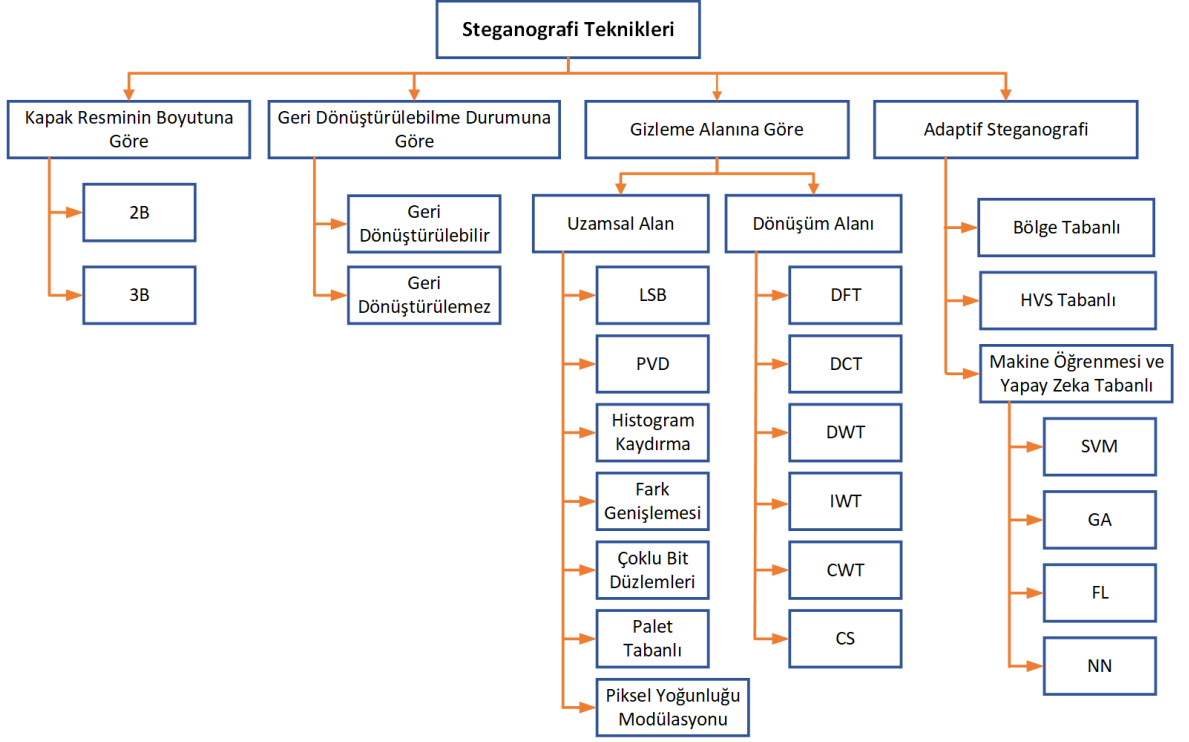 Steganografi Teknikleri
Kapak Resminin Boyutuna
Göre
2B
3B
Geri Dönüştürülebilme Durumuna
Göre
Geri
Dönüştürülebilir
Geri
Dönüştürülemez
Gizleme Alanına Göre
Uzamsal Alan
LSB
PVD
Histogram
Kaydırma
Fark
Genişlemesi
Çoklu Bit
Düzlemleri
Palet
Tabanlı
Piksel Yoğunluğu
Modülasyonu
Dönüşüm Alanı
DFT
DCT
DWT
IWT
CWT
CS
Adaptif Steganografi
Bölge Tabanlı
HVS Tabanlı
Makine Öğrenmesi ve
Yapay Zeka Tabanlı
SVM
GA
FL
NN